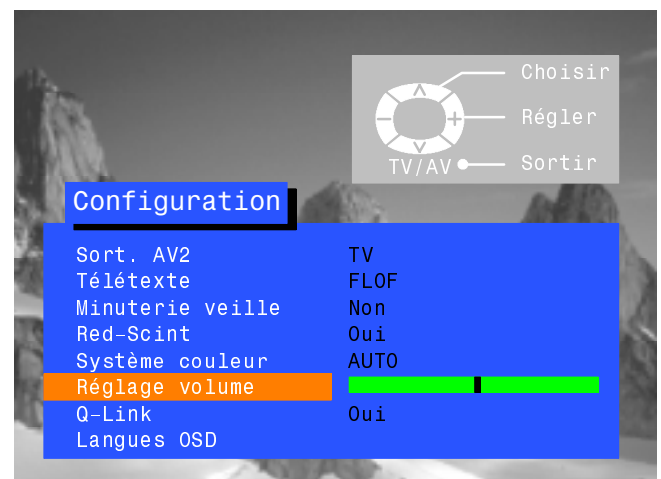 Choisir
Régler
TV/AV Sortir
Configuration
Sort. AV2 TV
Télétexte FLOF
Minuterie veille Non
Red-Scint Oui
Système couleur AUTO
Réglage volume
Q-Link Oui
Langues OSD